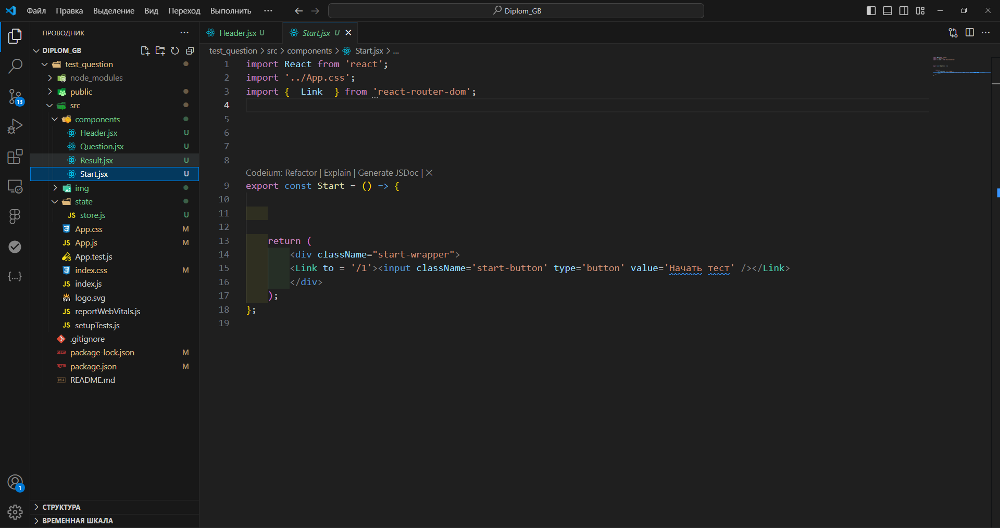 Файл Правка Выделение Вид Переход Выполнить ··· Diplom_GB
ПРОВОДНИК ···
DIPLOM_GB
test_question
node_modules
public
src
components
Header.jsx U
Question.jsx U
Result.jsx U
Start.jsx U
img
state
JS store.js U
App.css M
JS App.js M
App.test.js
index.css M
JS index.js
SVG logo.svg
JS reportWebVitals.js
JS setupTests.js
.gitignore
package-lock.json M
package.json M
README.md
СТРУКТУРА
ВРЕМЕННАЯ ШКАЛА
13
1
Header.jsx U Start.jsx U
test_question > src > components > Start.jsx > ...
1 import React from 'react';
2 import '../App.css';
3 import {  Link  } from 'react-router-dom';
4
5
6
7
8
Codeium: Refactor | Explain | Generate JSDoc | ×
9 export const Start = () => {
10
11
12
13     return (
14         <div className="start-wrapper">
15         <Link to = '/1'><input className='start-button' type='button' value='Начать тест' /></Link>
16         </div>
17     );
18 };
19